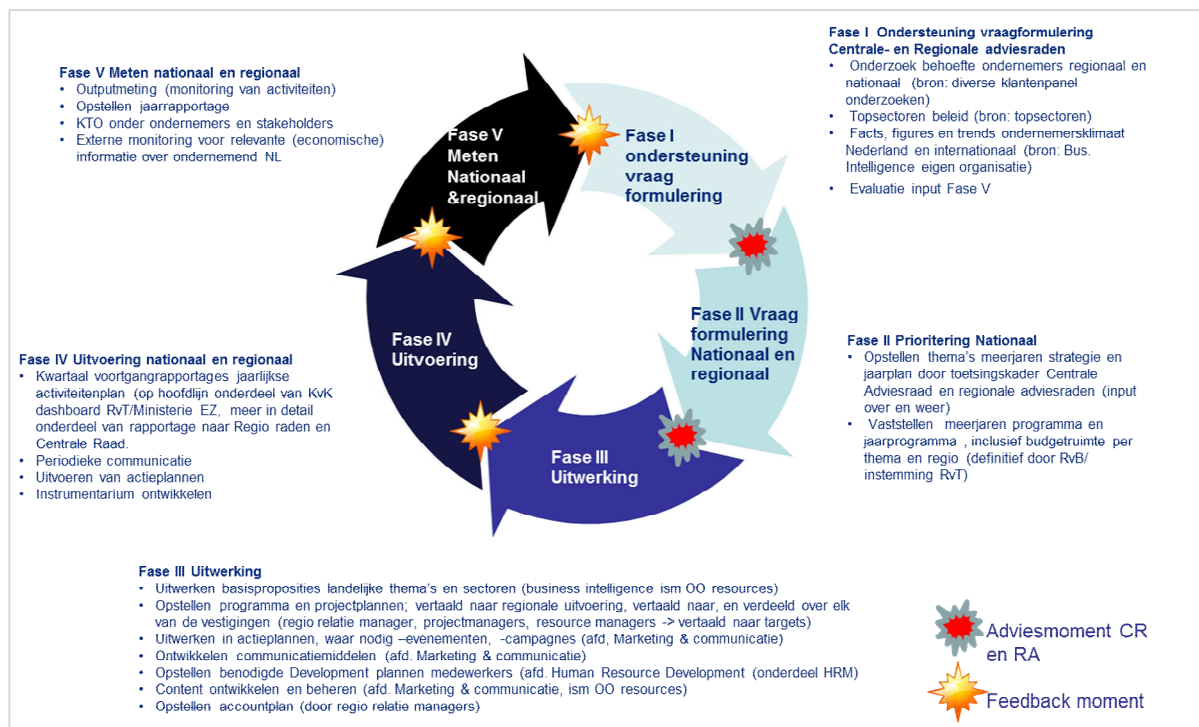 Fase I Ondersteuning vraagformulering
Centrale- en Regionale adviesraden
• Onderzoek behoefte ondernemers regionaal en
nationaal (bron: diverse klantenpanel
onderzoeken)
• Topsectoren beleid (bron: topsectoren)
• Facts, figures en trends ondernemersklimaat
Nederland en internationaal (bron: Bus.
Intelligence eigen organisatie)
• Evaluatie input Fase V
Fase V Meten nationaal en regionaal
• Outputmeting (monitoring van activiteiten)
• Opstellen jaarrapportage
• KTO onder ondernemers en stakeholders
• Externe monitoring voor relevante (economische)
informatie over ondernemend NL
Fase V
Meten
Nationaal
&regionaal
Fase I
ondersteuning
vraag
formulering
Fase II Vraag
formulering
Nationaal en
regionaal
Fase IV
Uitvoering
Fase III
Uitwerking
Fase II Prioritering Nationaal
• Opstellen thema's meerjaren strategie en
jaarplan door toetsingskader Centrale
Adviesraad en regionale adviesraden (input
over en weer)
• Vaststellen meerjaren programma en
jaarprogramma , inclusief budgetruimte per
thema en regio (definitief door RvB/
instemming RvT)
Fase IV Uitvoering nationaal en regionaal
• Kwartaal voortgangrapportages jaarlijkse
activiteitenplan (op hoofdlijn onderdeel van KvK
dashboard RvT/Ministerie EZ, meer in detail
onderdeel van rapportage naar Regio raden en
Centrale Raad.
• Periodieke communicatie
• Uitvoeren van actieplannen
• Instrumentarium ontwikkelen
Fase III Uitwerking
• Uitwerken basisproposities landelijke thema's en sectoren (business intelligence ism OO resources)
• Opstellen programma en projectplannen; vertaald naar regionale uitvoering, vertaald naar, en verdeeld over elk
van de vestigingen (regio relatie manager, projectmanagers, resource managers -> vertaald naar targets)
• Uitwerken in actieplannen, waar nodig –evenementen, -campagnes (afd, Marketing & communicatie)
• Ontwikkelen communicatiemiddelen (afd. Marketing & communicatie)
• Opstellen benodigde Development plannen medewerkers (afd. Human Resource Development (onderdeel HRM)
• Content ontwikkelen en beheren (afd. Marketing & communicatie, ism OO resources)
• Opstellen accountplan (door regio relatie managers)
Adviesmoment CR
en RA
Feedback moment